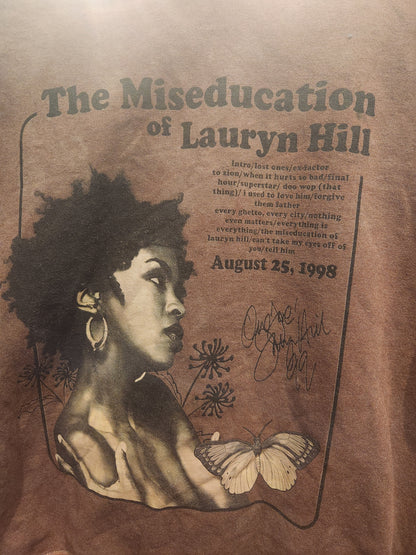 The Miseducation
of Lauryn Hill
Intro/lost ones/ex-factor
to zion/when it hurts so bad/final
hour/superstar/ doo wop (that
thing)/ i used to love him/forgive
them father
every ghetto, every city/nothing
even matters/everything is
everything/the miseducation of
lauryn hill/can't take my eyes off of
you/tell him
August 25, 1998